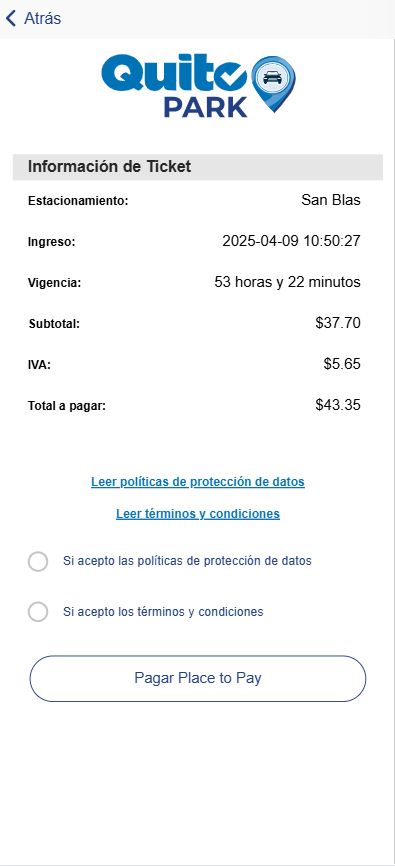 Atrás
Quito
PARK
Información de Ticket
Estacionamiento: San Blas
Ingreso: 2025-04-09 10:50:27
Vigencia: 53 horas y 22 minutos
Subtotal: $37.70
IVA: $5.65
Total a pagar: $43.35
Leer políticas de protección de datos
Leer términos y condiciones
Si acepto las políticas de protección de datos
Si acepto los términos y condiciones
Pagar Place to Pay